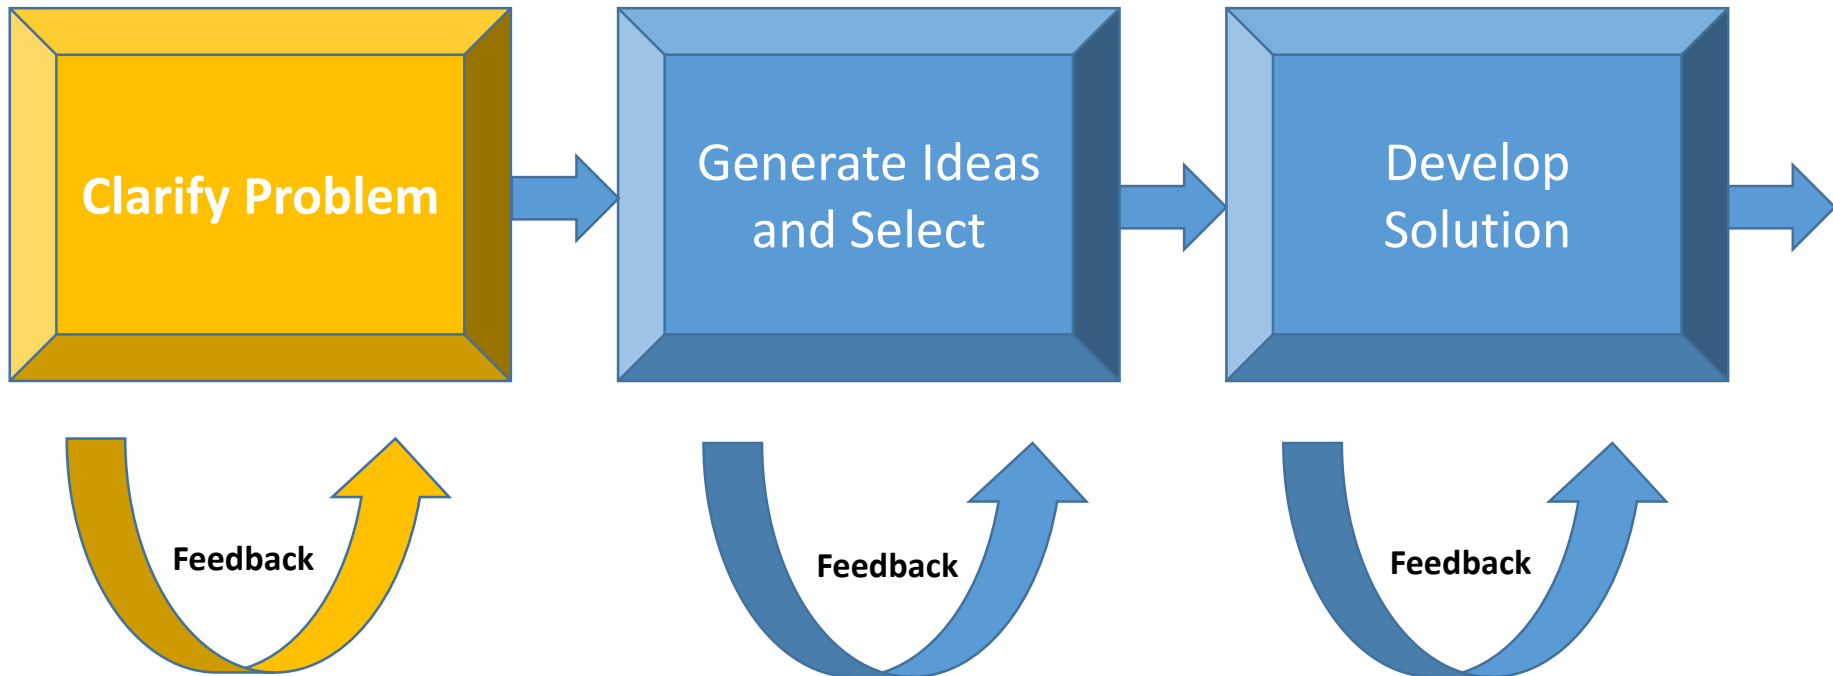 Clarify Problem
Generate Ideas
and Select
Develop
Solution
Feedback
Feedback
Feedback